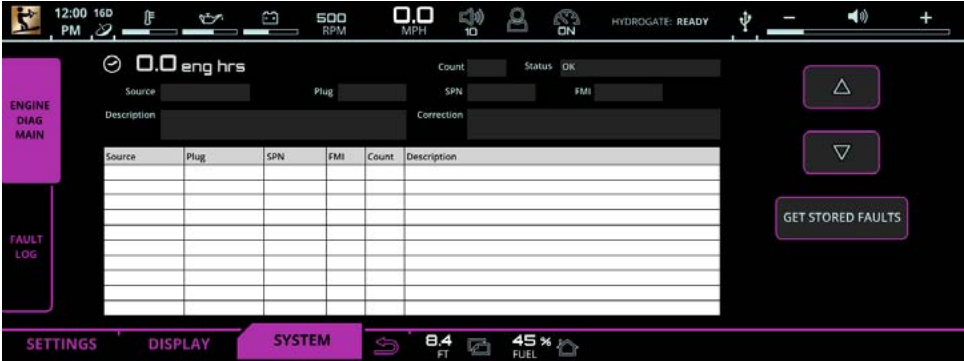 12:00 16D
PM
500
RPM
0.0
MPH
10
ON
HYDROGATE: READY
−
+
0.0 eng hrs
Count
Status OK
Source
Plug
SPN
FMI
Description
Correction
ENGINE
DIAG
MAIN
Source Plug SPN FMI Count Description
GET STORED FAULTS
FAULT
LOG
SETTINGS
DISPLAY
SYSTEM
8.4
FT
45 %
FUEL